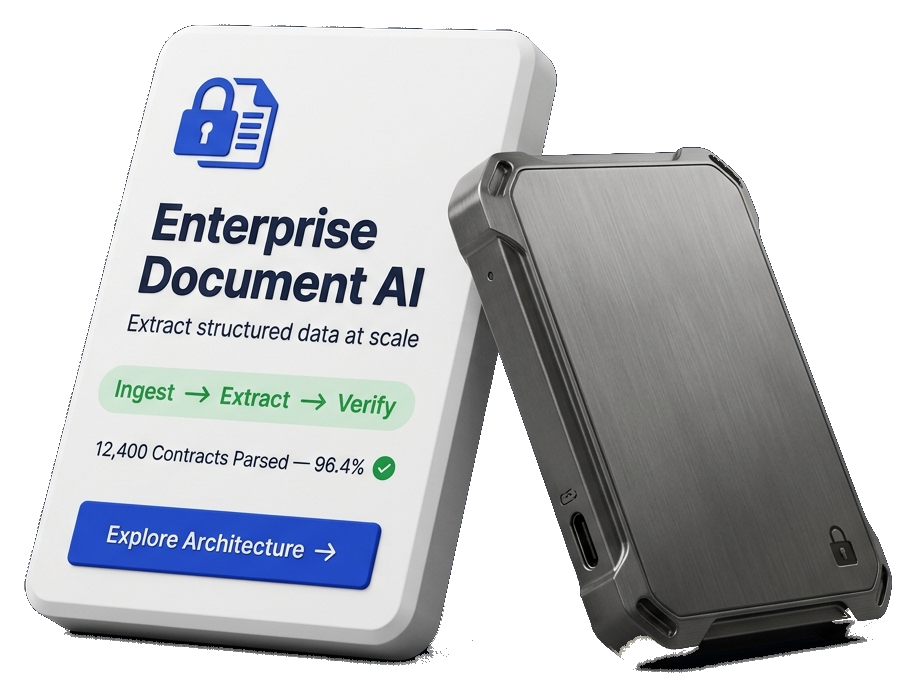 Enterprise
Document AI
Extract structured data at scale
Ingest → Extract → Verify
12,400 Contracts Parsed — 96.4%
Explore Architecture →